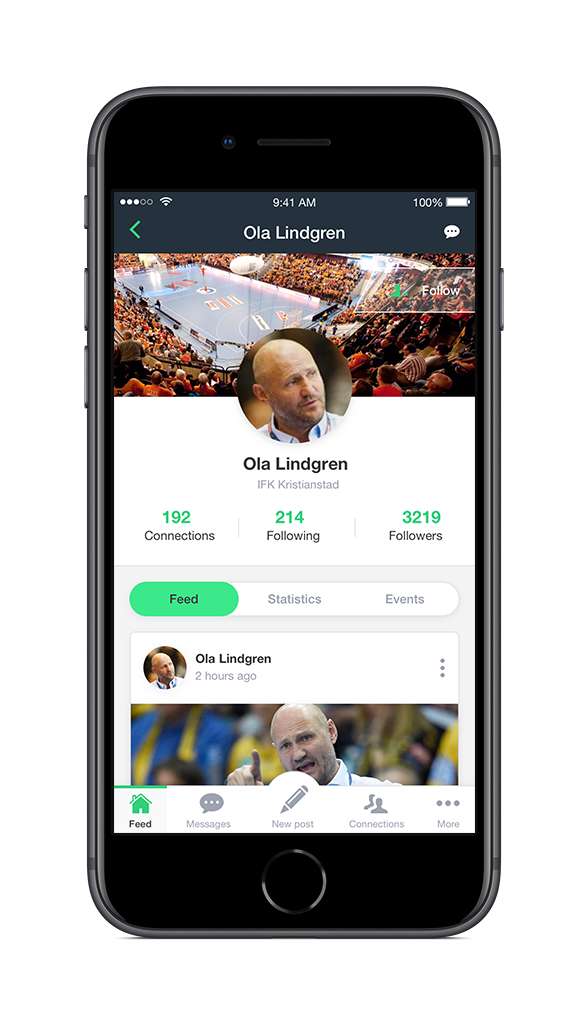 9:41 AM
100%
Ola Lindgren
Follow
Ola Lindgren
IFK Kristianstad
192
214
3219
Connections
Following
Followers
Feed
Statistics
Events
Ola Lindgren
2 hours ago
Feed
Messages
New post
Connections
More